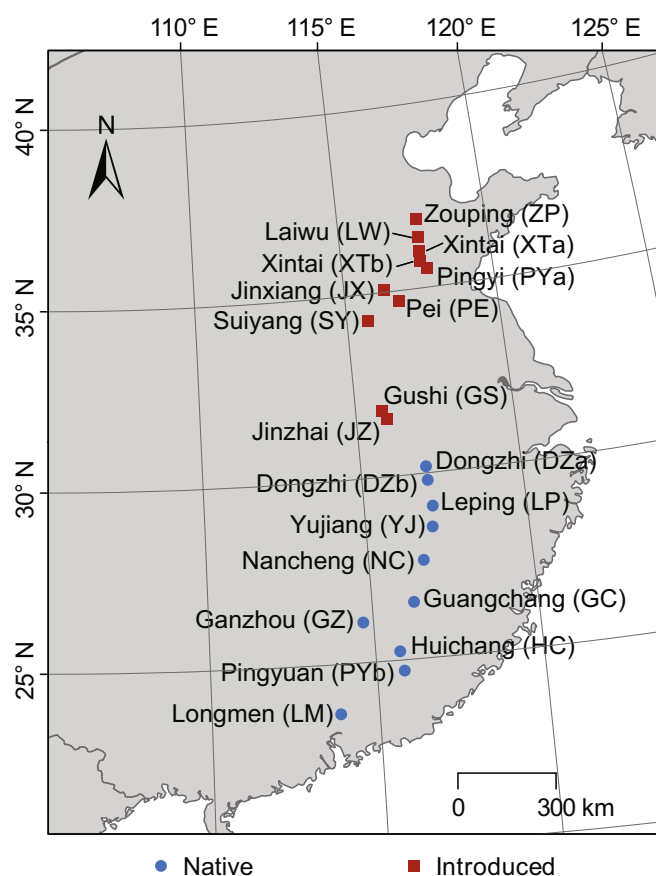 110° E
115° E
120° E
125° E
40° N
N
Zouping (ZP)
Laiwu (LW)
Xintai (XTa)
Xintai (XTb)
Pingyi (PYa)
Jinxiang (JX)
Pei (PE)
35° N
Suiyang (SY)
Gushi (GS)
Jinzhai (JZ)
Dongzhi (DZa)
Dongzhi (DZb)
30° N
Leping (LP)
Yujiang (YJ)
Nancheng (NC)
Guangchang (GC)
Ganzhou (GZ)
Huichang (HC)
25° N
Pingyuan (PYb)
Longmen (LM)
0 300 km
Native
Introduced